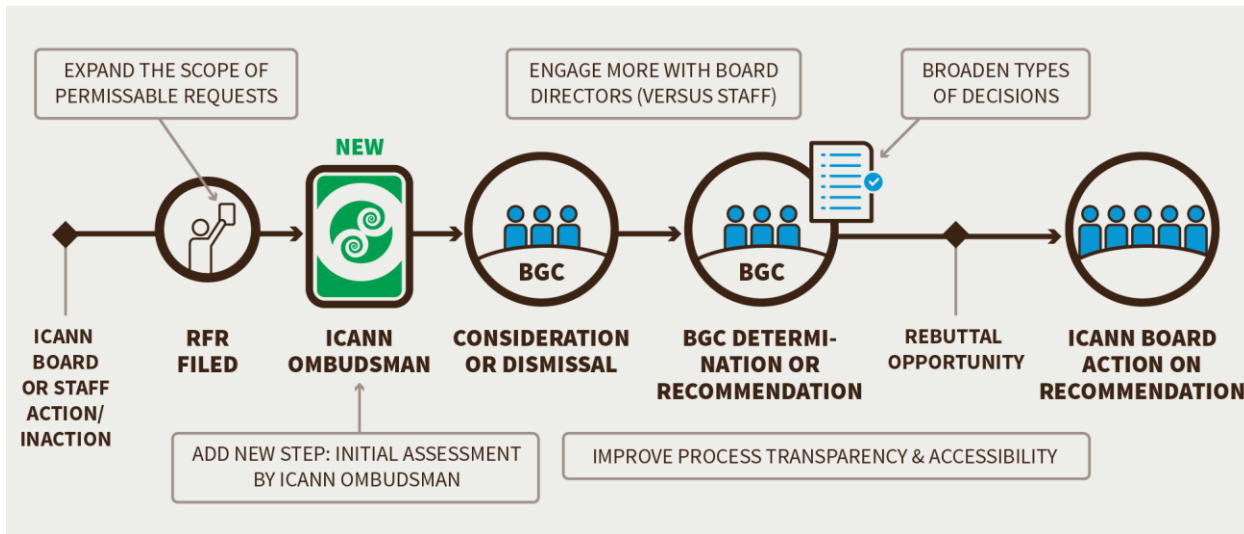 EXPAND THE SCOPE OF
PERMISSABLE REQUESTS
ENGAGE MORE WITH BOARD
DIRECTORS (VERSUS STAFF)
BROADEN TYPES
OF DECISIONS
NEW
BGC
BGC
ICANN
BOARD
OR STAFF
ACTION/
INACTION
RFR
FILED
ICANN
OMBUDSMAN
CONSIDERATION
OR DISMISSAL
BGC DETERMI-
NATION OR
RECOMMENDATION
REBUTTAL
OPPORTUNITY
ICANN BOARD
ACTION ON
RECOMMENDATION
ADD NEW STEP: INITIAL ASSESSMENT
BY ICANN OMBUDSMAN
IMPROVE PROCESS TRANSPARENCY & ACCESSIBILITY